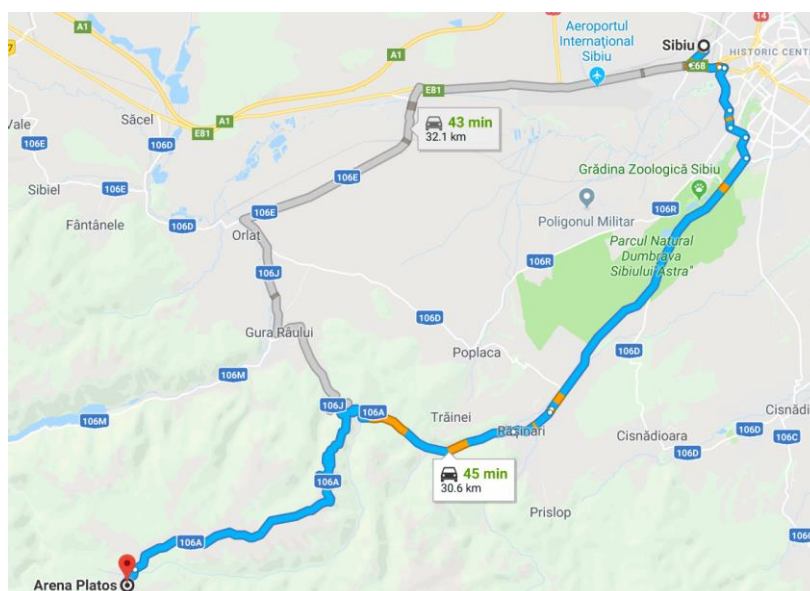 A1
14
Aeroportul
Internațional
Sibiu
Sibiu
HISTORIC CENT
A1
E68
7
E81
43 min
32.1 km
Vale
Săcel
A1
E81
106D
106E
106E
Grădina Zoologică Sibiu
Sibiel
106E
106E
106R
Fântânele
106D
Orlat
Poligonul Militar
Parcul Natural
Dumbrava
Sibiului"Astra"
106R
106J
106D
Gura Râului
106D
Poplaca
106M
106J
106A
Trăinei
Cisnădi
106M
Rășinari
Cisnădioara
106D
106D
106C
45 min
30.6 km
106A
Prislop
106A
106C
Arena Platos